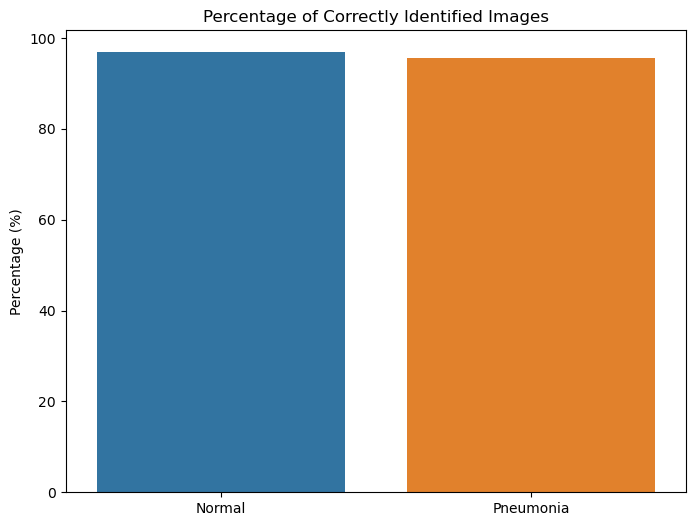 Percentage of Correctly Identified Images
100
80
60
40
20
0
Percentage (%)
Normal
Pneumonia